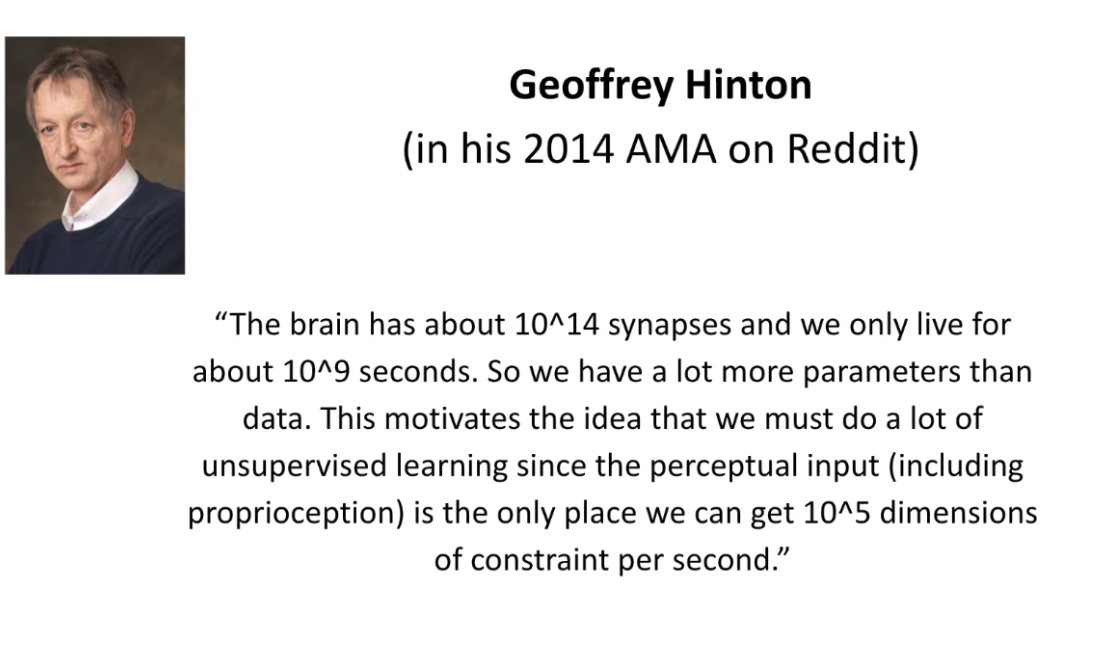 Geoffrey Hinton
(in his 2014 AMA on Reddit)
“The brain has about 10^14 synapses and we only live for
about 10^9 seconds. So we have a lot more parameters than
data. This motivates the idea that we must do a lot of
unsupervised learning since the perceptual input (including
proprioception) is the only place we can get 10^5 dimensions
of constraint per second.”